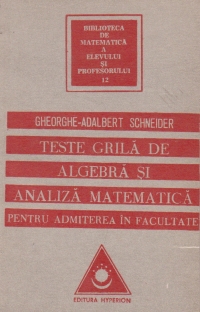 BIBLIOTECA
DE
MATEMATICĂ
A
ELEVULUI
ȘI
PROFESORULUI
12
GHEORGHE-ADALBERT SCHNEIDER
TESTE GRILĂ DE
ALGEBRĂ ȘI
ANALIZĂ MATEMATICĂ
PENTRU ADMITEREA ÎN FACULTATE
EDITURA HYPERION